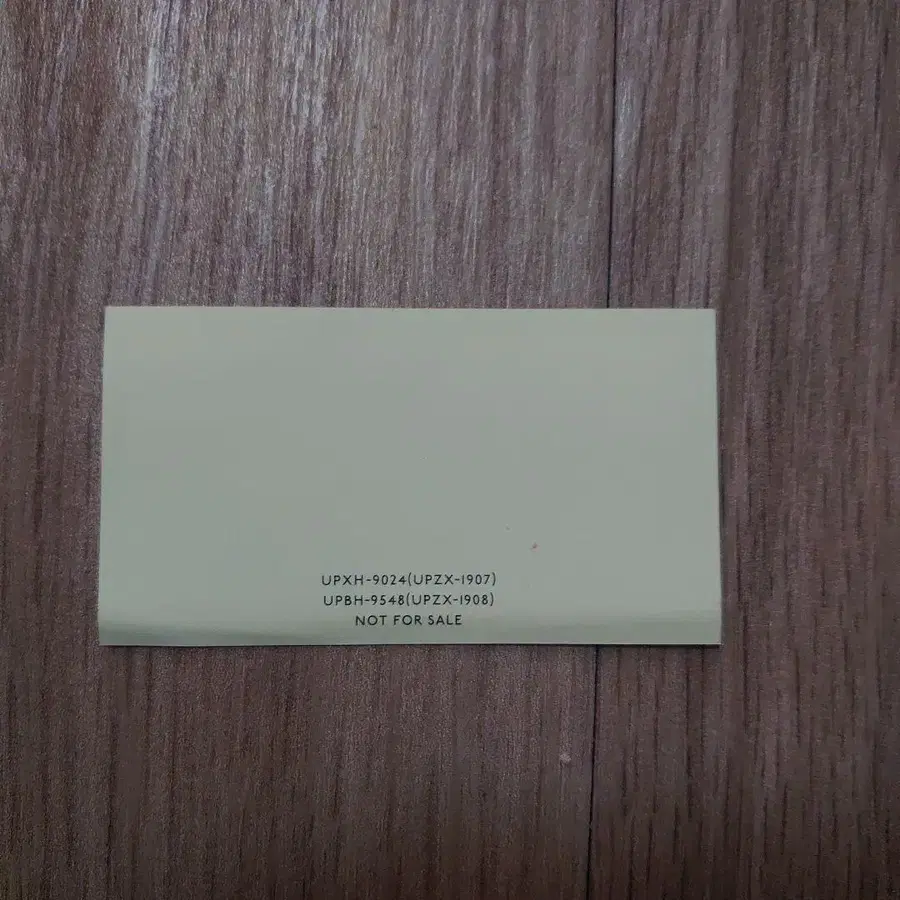 UPXH-9024(UPZX-1907)
UPBH-9548(UPZX-1908)
NOT FOR SALE